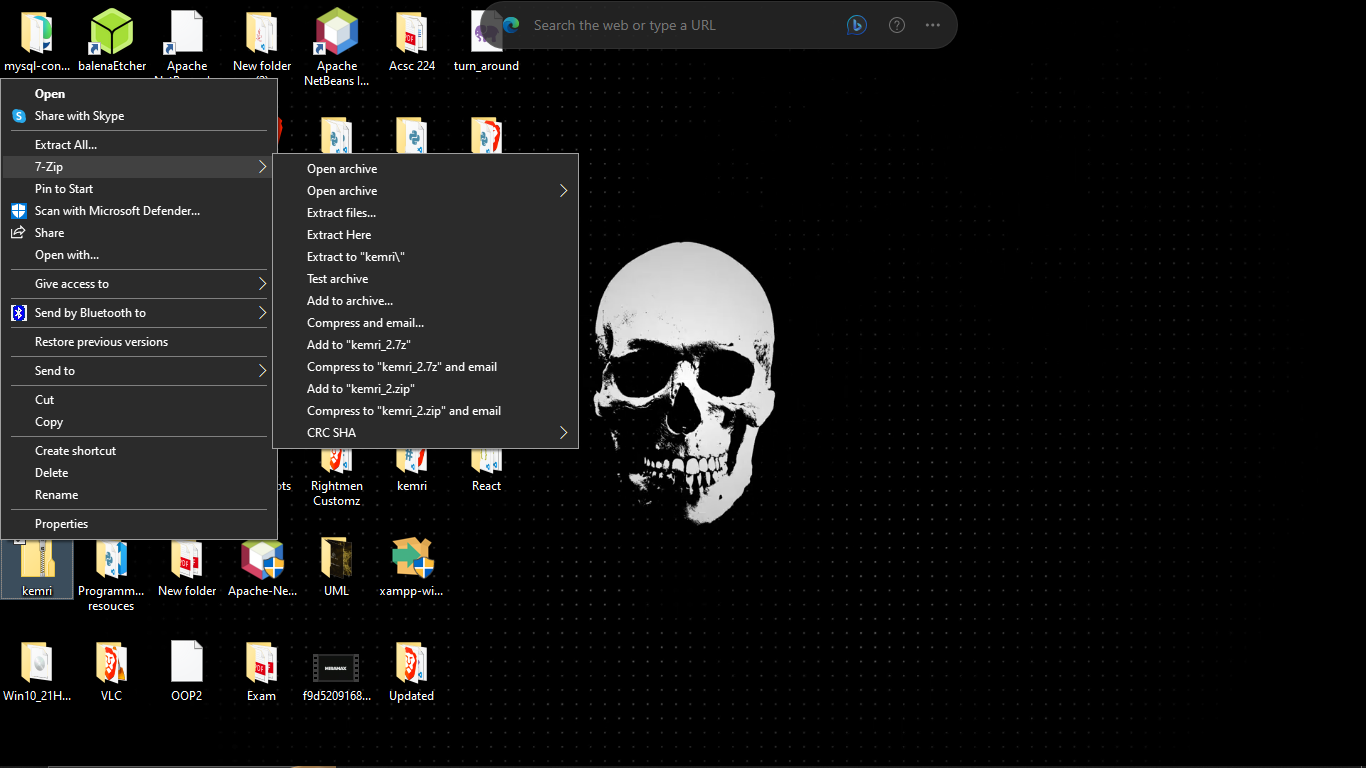 Search the web or type a URL
mysql-con...
balenaEtcher
Apache
New folder
Apache
NetBeans I...
Acsc 224
turn_around
Open
Share with Skype
Extract All...
7-Zip
Pin to Start
Scan with Microsoft Defender...
Share
Open with...
Give access to
Send by Bluetooth to
Restore previous versions
Send to
Cut
Copy
Create shortcut
Delete
Rename
Properties
Open archive
Open archive
Extract files...
Extract Here
Extract to "kemri\"
Test archive
Add to archive...
Compress and email...
Add to "kemri_2.7z"
Compress to "kemri_2.7z" and email
Add to "kemri_2.zip"
Compress to "kemri_2.zip" and email
CRC SHA
Rightmen
Customz
kemri
React
kemri
Programm...
resouces
New folder
Apache-Ne...
UML
xampp-wi...
Win10_21H...
VLC
OOP2
Exam
MIRAMAX
f9d5209168...
Updated